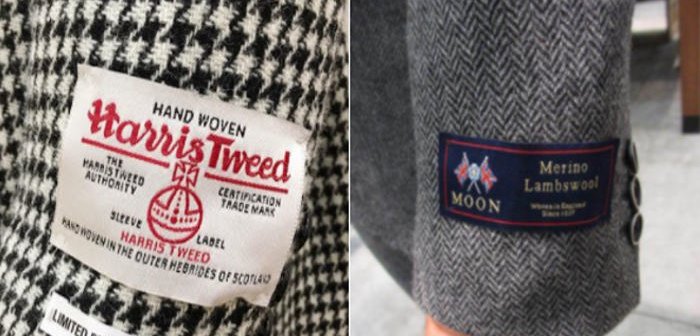 HAND WOVEN
Harris Tweed
THE
HARRIS TWEED
AUTHORITY
CERTIFICATION
TRADE MARK
SLEEVE LABEL
HARRIS TWEED
HAND WOVEN IN THE OUTER HEBRIDES OF SCOTLAND
LIMITED
MOON
Merino
Lambswool
Woven in England
Since 1837